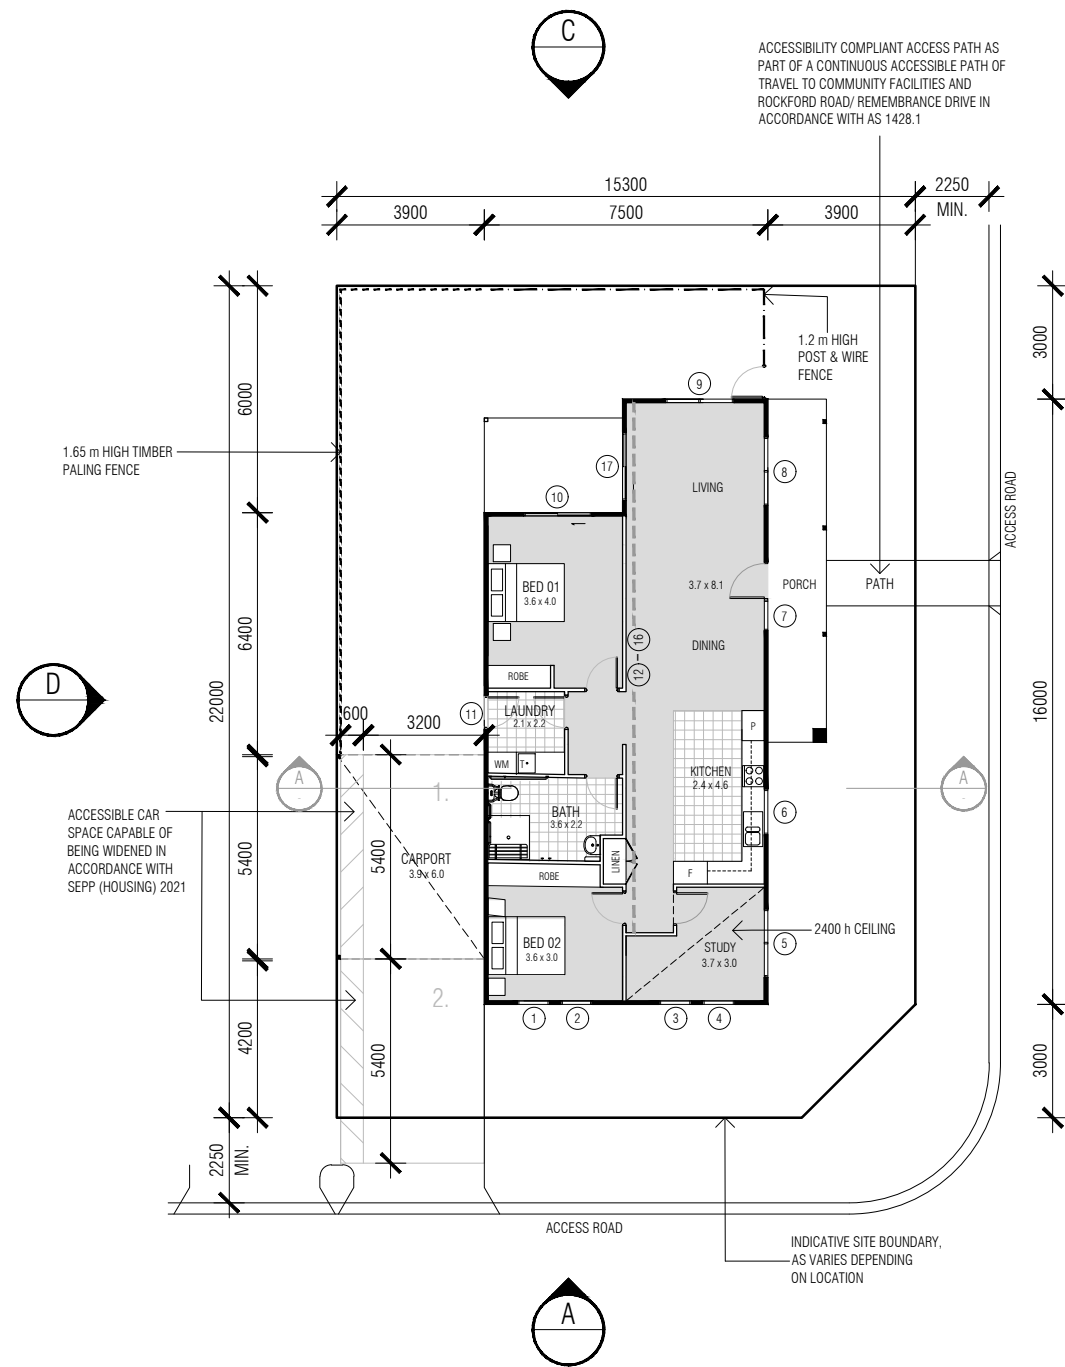 C
ACCESSIBILITY COMPLIANT ACCESS PATH AS
PART OF A CONTINUOUS ACCESSIBLE PATH OF
TRAVEL TO COMMUNITY FACILITIES AND
ROCKFORD ROAD/ REMEMBRANCE DRIVE IN
ACCORDANCE WITH AS 1428.1
15300
2250
MIN.
3900
7500
3900
1.2 m HIGH
POST & WIRE
FENCE
3000
6000
9
1.65 m HIGH TIMBER
PALING FENCE
17
LIVING
8
10
ACCESS ROAD
BED 01
3.6 x 4.0
3.7 x 8.1
PORCH
PATH
7
6400
16
12
DINING
ROBE
D
22000
16000
600
3200
11
LAUNDRY
2.1 x 2.2
P
WM
T
KITCHEN
2.4 x 4.6
A
-
1.
A
-
BATH
3.6 x 2.2
6
ACCESSIBLE CAR
SPACE CAPABLE OF
BEING WIDENED IN
ACCORDANCE WITH
SEPP (HOUSING) 2021
5400
5400
CARPORT
3.9 x 6.0
LINEN
ROBE
F
2400 h CEILING
BED 02
3.6 x 3.0
STUDY
3.7 x 3.0
5
2.
1
2
3
4
4200
5400
3000
2250
MIN.
ACCESS ROAD
INDICATIVE SITE BOUNDARY,
AS VARIES DEPENDING
ON LOCATION
A